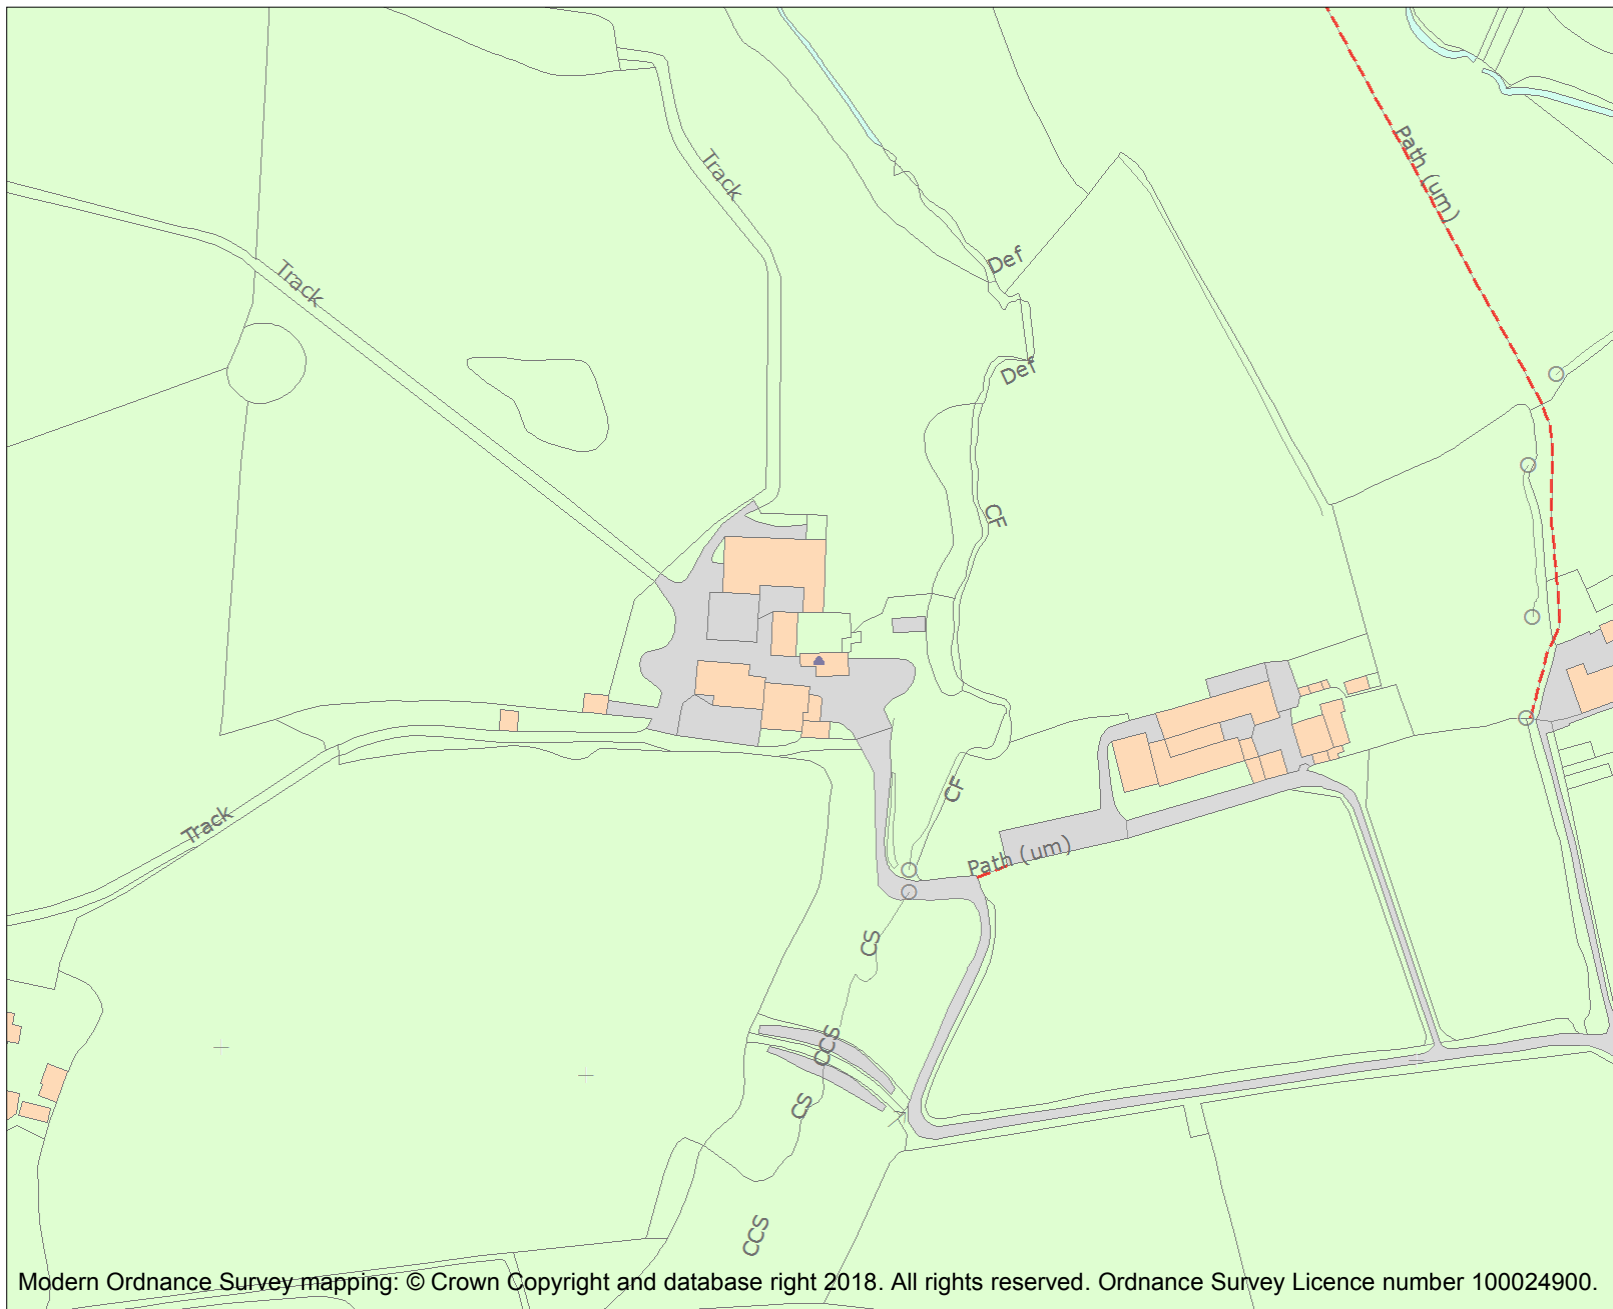 Path (um)
Track
Def
Track
Def
CF
CF
Track
Path (um)
CS
CCS
CS
CCS
Modern Ordnance Survey mapping: © Crown Copyright and database right 2018. All rights reserved. Ordnance Survey Licence number 100024900.